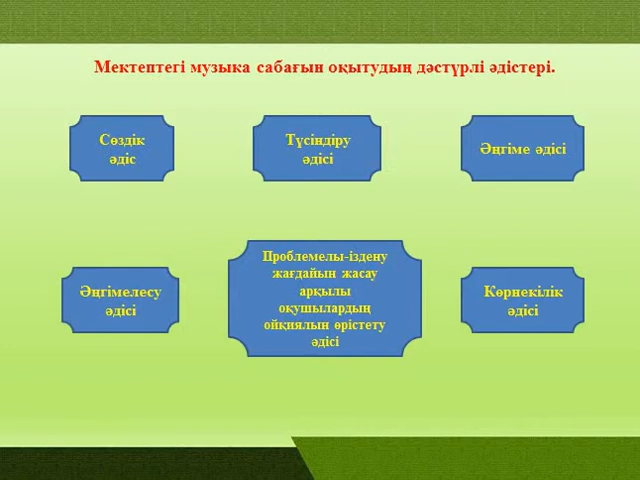 Мектептегі музыка сабағын оқытудың дәстүрлі әдістері.
Сөздік
әдіс
Түсіндіру
әдісі
Әңгіме әдісі
Әңгімелесу
әдісі
Проблемелы-іздену
жағдайын жасау
арқылы
оқушылардың
ойқиялын өрістету
әдісі
Көрнекілік
әдісі